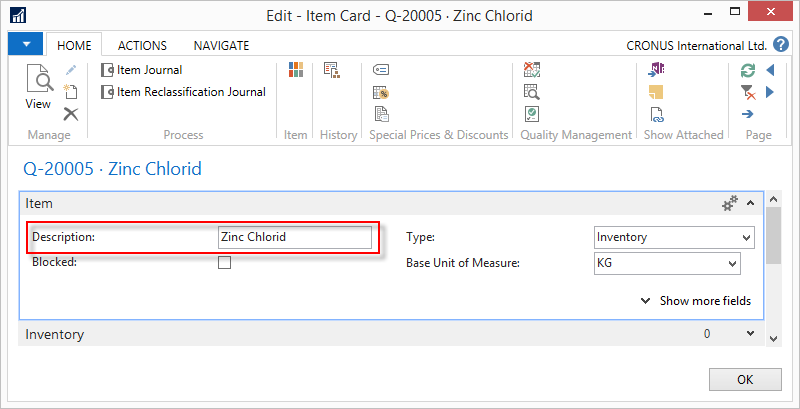 Edit - Item Card - Q-20005 · Zinc Chlorid
HOME ACTIONS NAVIGATE CRONUS International Ltd. ?
View
Item Journal
Item Reclassification Journal
Manage Process Item History Special Prices & Discounts Quality Management Show Attached Page
Q-20005 · Zinc Chlorid
Item
Description: Zinc Chlorid Type: Inventory
Blocked: Base Unit of Measure: KG
Show more fields
Inventory 0
OK